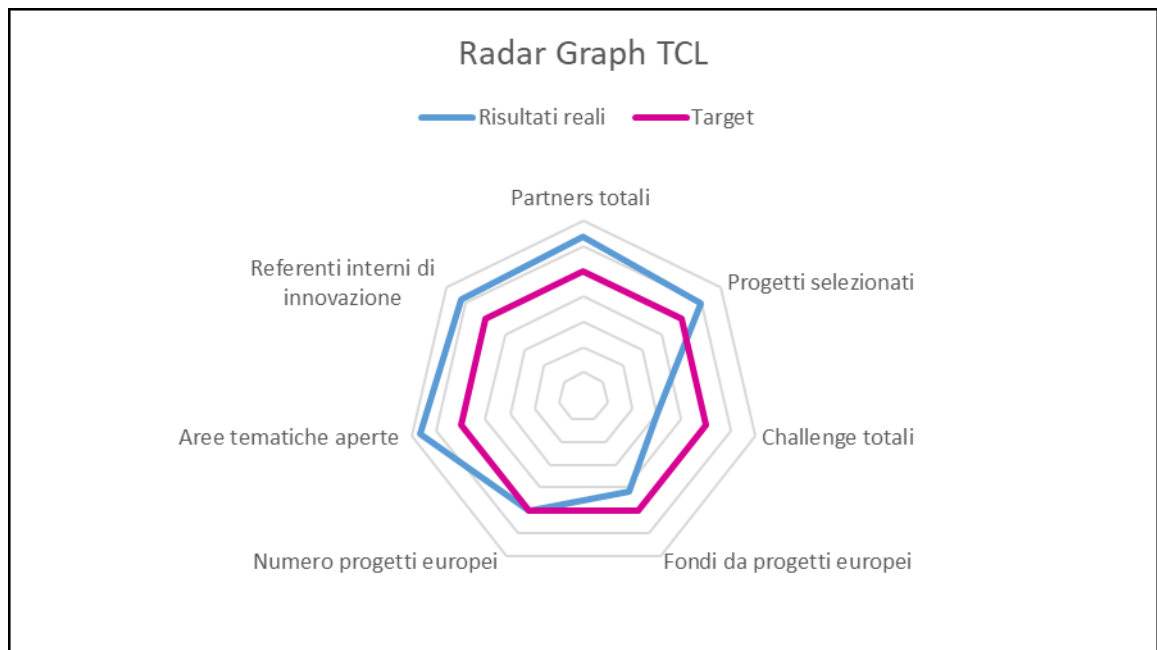 Radar Graph TCL
Risultati reali
Target
Partners totali
Progetti selezionati
Challenge totali
Fondi da progetti europei
Numero progetti europei
Aree tematiche aperte
Referenti interni di
innovazione